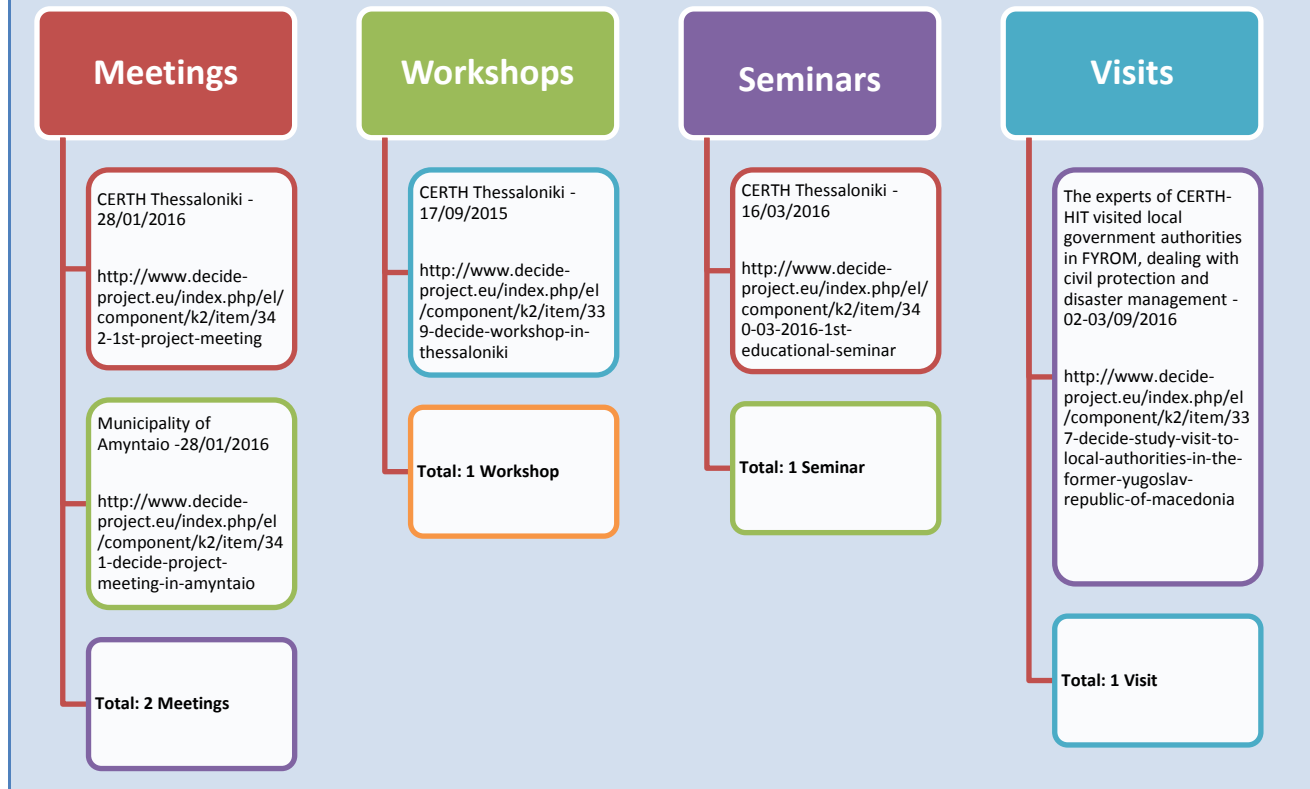 Meetings
CERTH Thessaloniki -
28/01/2016
http://www.decide-
project.eu/index.php/el/
component/k2/item/34
2-1st-project-meeting
Municipality of
Amyntaio -28/01/2016
http://www.decide-
project.eu/index.php/el
/component/k2/item/34
1-decide-project-
meeting-in-amyntaio
Total: 2 Meetings
Workshops
CERTH Thessaloniki -
17/09/2015
http://www.decide-
project.eu/index.php/el
/component/k2/item/33
9-decide-workshop-in-
thessaloniki
Total: 1 Workshop
Seminars
CERTH Thessaloniki -
16/03/2016
http://www.decide-
project.eu/index.php/el/
component/k2/item/34
0-03-2016-1st-
educational-seminar
Total: 1 Seminar
Visits
The experts of CERTH-
HIT visited local
government authorities
in FYROM, dealing with
civil protection and
disaster management -
02-03/09/2016
http://www.decide-
project.eu/index.php/el
/component/k2/item/33
7-decide-study-visit-to-
local-authorities-in-the-
former-yugoslav-
republic-of-macedonia
Total: 1 Visit